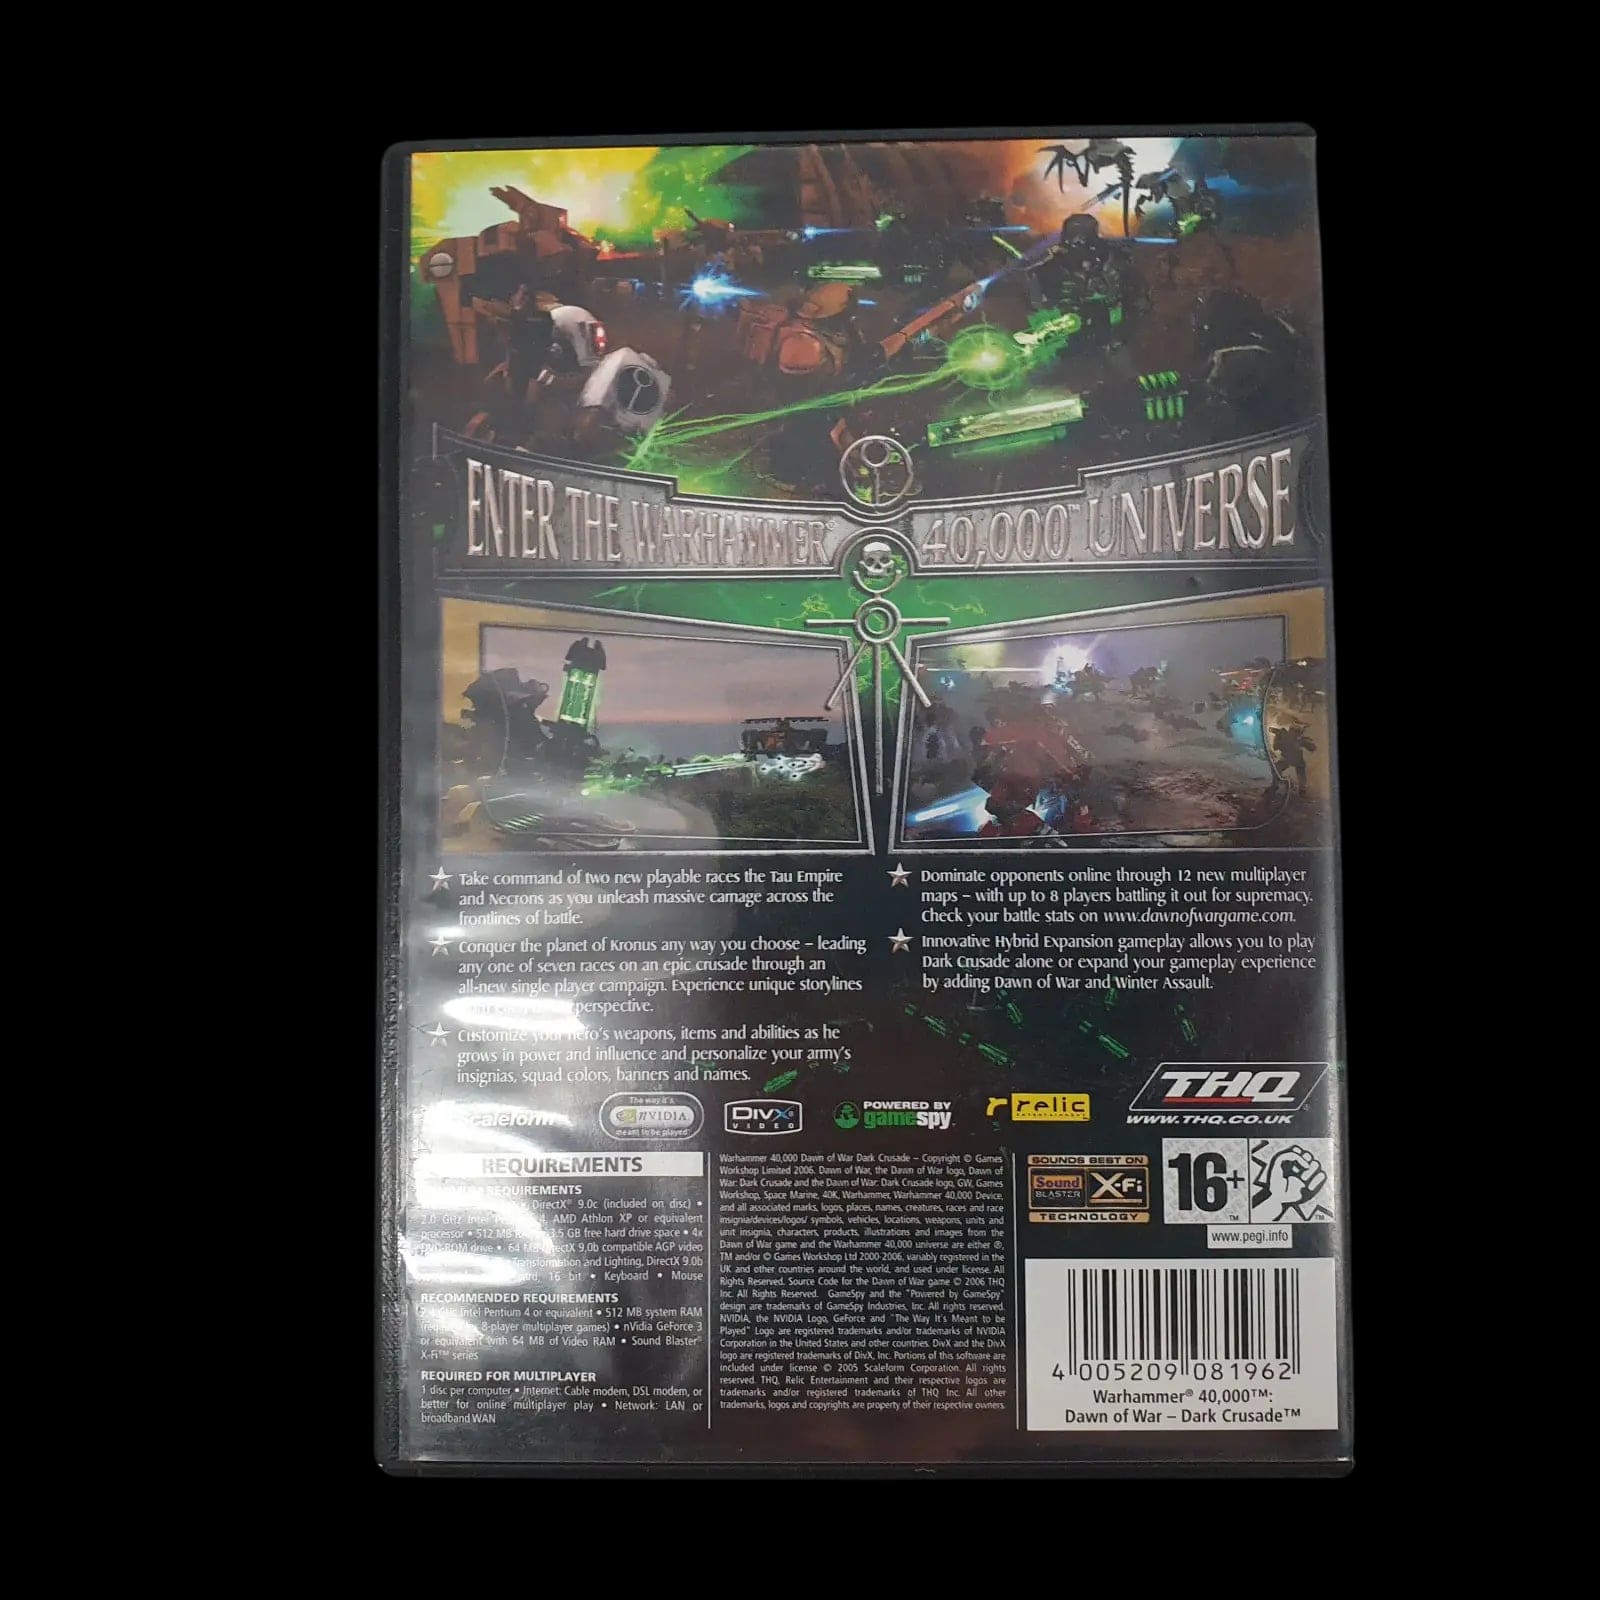 ENTER THE WARHAMMER® 40,000™ UNIVERSE
Take command of two new playable races the Tau Empire
and Necrons as you unleash massive carnage across the
frontlines of battle.
Conquer the planet of Kronus any way you choose – leading
any one of seven races on an epic crusade through an
all-new single player campaign. Experience unique storylines
perspective.
Customize your hero's weapons, items and abilities as he
grows in power and influence and personalize your army's
insignias, squad colors, banners and names.
Dominate opponents online through 12 new multiplayer
maps – with up to 8 players battling it out for supremacy.
Check your battle stats on www.dawnofwargame.com.
Innovative Hybrid Expansion gameplay allows you to play
Dark Crusade alone or expand your gameplay experience
by adding Dawn of War and Winter Assault.
scaleform
The way it's
NVIDIA
meant to be played
DIVX®
VIDEO
POWERED BY
gamespy
relic
entertainment
THQ
WWW.THQ.CO.UK
REQUIREMENTS
REQUIREMENTS
DirectX® 9.0c (included on disc) •
2.0 GHz Intel 4, AMD Athlon XP or equivalent
processor • 512 MB 3.5 GB free hard drive space • 4x
DVD-ROM drive • 64 MB DirectX 9.0b compatible AGP video
Transformation and Lighting, DirectX 9.0b
16 bit • Keyboard • Mouse
RECOMMENDED REQUIREMENTS
Intel Pentium 4 or equivalent • 512 MB system RAM
8-player multiplayer games) • nVidia GeForce 3
or equivalent with 64 MB of Video RAM • Sound Blaster®
X-Fi™ series
REQUIRED FOR MULTIPLAYER
1 disc per computer • Internet: Cable modem, DSL modem, or
better for online multiplayer play • Network: LAN or
broadband WAN
Warhammer 40,000 Dawn of War Dark Crusade – Copyright © Games
Workshop Limited 2006. Dawn of War, the Dawn of War logo, Dawn of
War: Dark Crusade and the Dawn of War: Dark Crusade logo, GW, Games
Workshop, Space Marine, 40K, Warhammer, Warhammer 40,000 Device,
and all associated marks, logos, places, names, creatures, races and race
insignia/devices/logos/ symbols, vehicles, locations, weapons, units and
unit insignia, characters, products, illustrations and images from the
Dawn of War game and the Warhammer 40,000 universe are either ®,
TM and/or © Games Workshop Ltd 2000-2006, variably registered in the
UK and other countries around the world, and used under license. All
Rights Reserved. Source Code for the Dawn of War game © 2006 THQ
Inc. All Rights Reserved. GameSpy and the "Powered by GameSpy"
design are trademarks of GameSpy Industries, Inc. All rights reserved.
NVIDIA, the NVIDIA Logo, GeForce and "The Way It's Meant to be
Played" Logo are registered trademarks and/or trademarks of NVIDIA
Corporation in the United States and other countries. DivX and the DivX
logo are registered trademarks of DivX, Inc. Portions of this software are
included under license © 2005 Scaleform Corporation. All rights
reserved. THQ, Relic Entertainment and their respective logos are
trademarks and/or registered trademarks of THQ Inc. All other
trademarks, logos and copyrights are property of their respective owners.
SOUNDS BEST ON
Sound
BLASTER
X-Fi
TECHNOLOGY
16+
™
www.pegi.info
4 005209 081962
Warhammer® 40,000™:
Dawn of War – Dark Crusade™